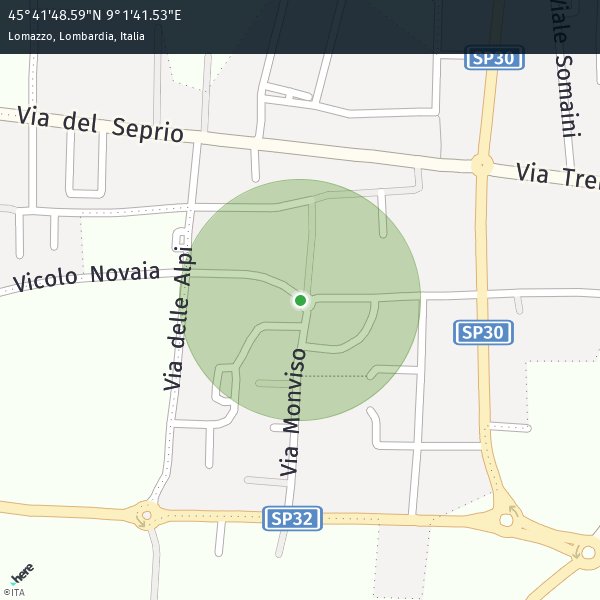 45°41'48.59"N 9°1'41.53"E
Lomazzo, Lombardia, Italia
SP30
Viale Somaini
Via del Seprio
Via Tre
Vicolo Novaia
Via delle Alpi
SP30
Via Monviso
SP32
here
©ITA